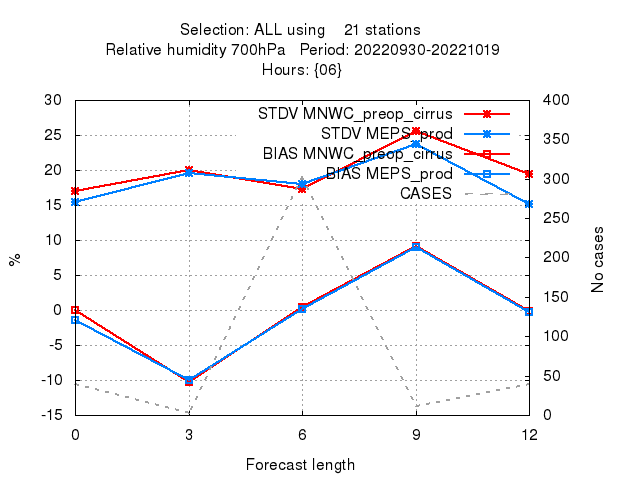 Selection: ALL using    21 stations
Relative humidity 700hPa   Period: 20220930-20221019
Hours: {06}
STDV MNWC_preop_cirrus
STDV MEPS_prod
BIAS MNWC_preop_cirrus
BIAS MEPS_prod
CASES
30
25
20
15
10
5
0
-5
-10
-15
%
400
350
300
250
200
150
100
50
0
No cases
0 3 6 9 12
Forecast length